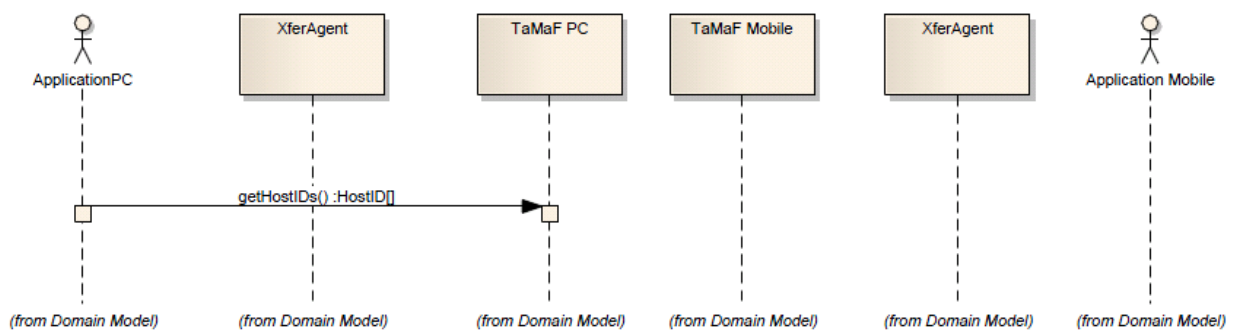 XferAgent
TaMaF PC
TaMaF Mobile
XferAgent
ApplicationPC
Application Mobile
getHostIDs() :HostID[]
(from Domain Model)
(from Domain Model)
(from Domain Model)
(from Domain Model)
(from Domain Model)
(from Domain Model)